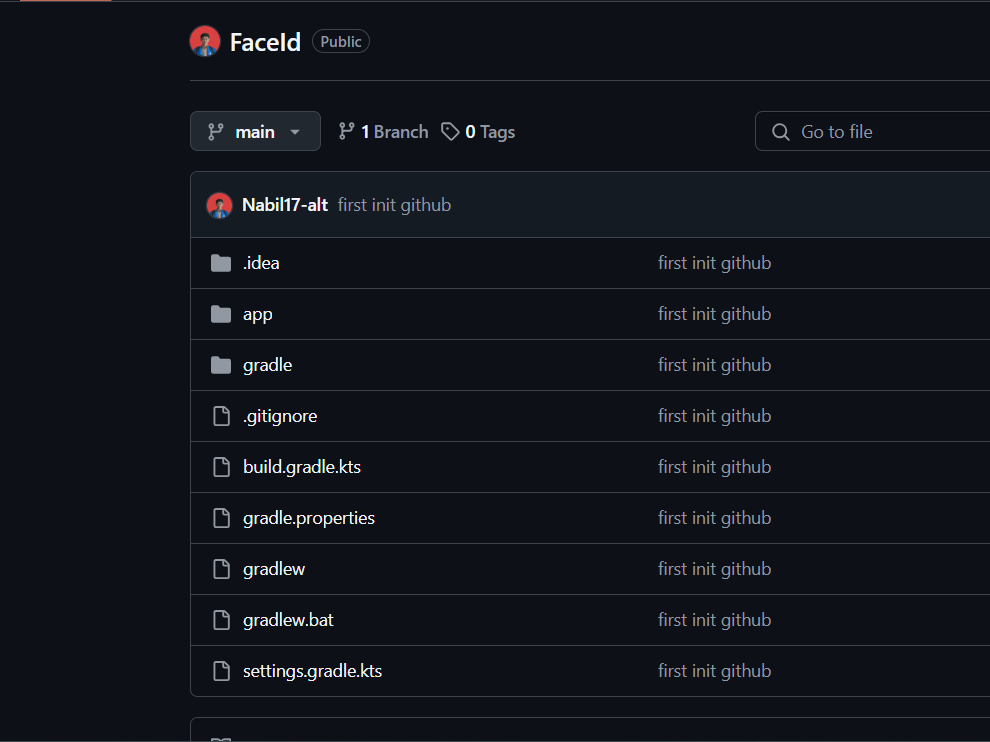 FaceId Public
main 1 Branch 0 Tags Go to file
Nabil17-alt first init github
.idea first init github
app first init github
gradle first init github
.gitignore first init github
build.gradle.kts first init github
gradle.properties first init github
gradlew first init github
gradlew.bat first init github
settings.gradle.kts first init github